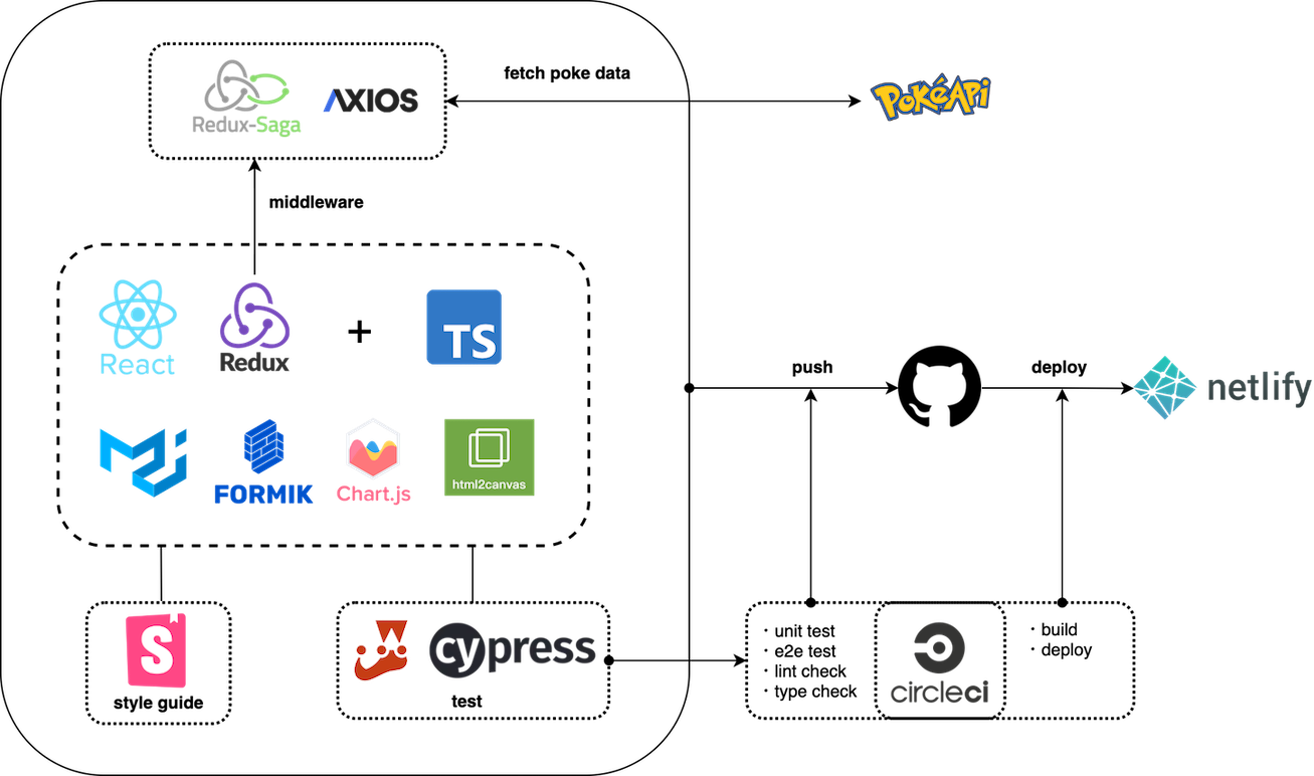 fetch poke data
Redux-Saga
AXIOS
PokéApi
middleware
React
Redux
+
TS
push
deploy
netlify
FORMIK
Chart.js
html2canvas
S
style guide
cypress
test
・unit test
・e2e test
・lint check
・type check
circleci
・build
・deploy